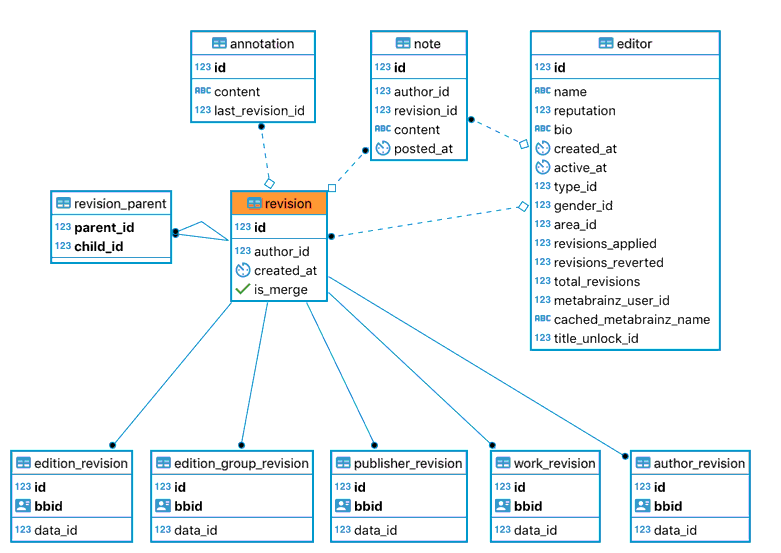 annotation
123 id
ABC content
123 last_revision_id
note
123 id
123 author_id
123 revision_id
ABC content
posted_at
editor
123 id
ABC name
123 reputation
ABC bio
created_at
active_at
123 type_id
123 gender_id
123 area_id
123 revisions_applied
123 revisions_reverted
123 total_revisions
123 metabrainz_user_id
ABC cached_metabrainz_name
123 title_unlock_id
revision_parent
123 parent_id
123 child_id
revision
123 id
123 author_id
created_at
is_merge
edition_revision
123 id
bbid
123 data_id
edition_group_revision
123 id
bbid
123 data_id
publisher_revision
123 id
bbid
123 data_id
work_revision
123 id
bbid
123 data_id
author_revision
123 id
bbid
123 data_id